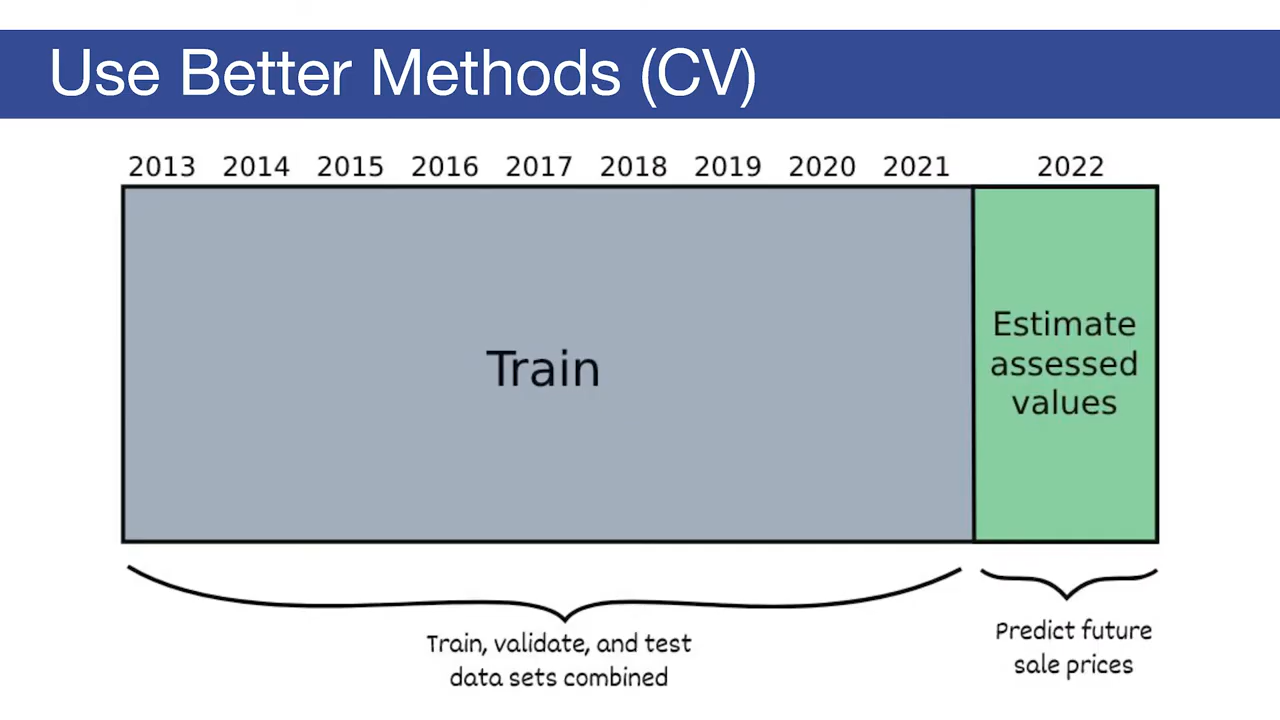 Use Better Methods (CV)
2013 2014 2015 2016 2017 2018 2019 2020 2021 2022
Train
Estimate
assessed
values
Train, validate, and test
data sets combined
Predict future
sale prices